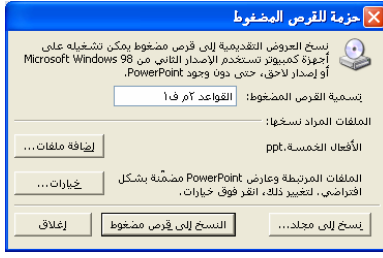 حزمة للقرص المضغوط
نسخ العروض التقديمية إلى قرص مضغوط يمكن تشغيله على
أجهزة كمبيوتر تستخدم الإصدار الثاني من Microsoft Windows 98
أو إصدار لاحق، حتى دون وجود PowerPoint.
تسمية القرص المضغوط: القواعد ٢م ف١
الملفات المراد نسخها:
الأفعال الخمسة.ppt
إضافة ملفات...
الملفات المرتبطة وعارض PowerPoint مضمّنة بشكل
افتراضي. لتغيير ذلك، انقر فوق خيارات.
خيارات...
نسخ إلى مجلد...
النسخ إلى قرص مضغوط
إغلاق